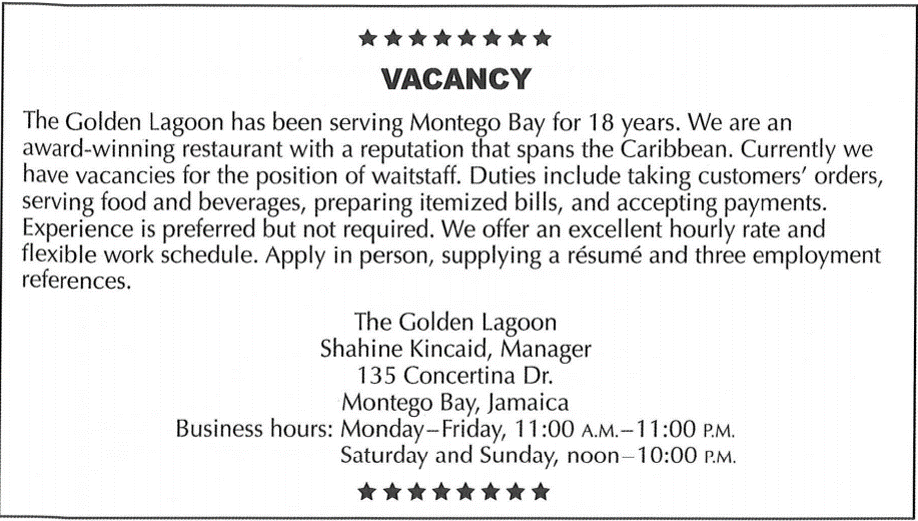 ★★★★★★★★
VACANCY
The Golden Lagoon has been serving Montego Bay for 18 years. We are an
award-winning restaurant with a reputation that spans the Caribbean. Currently we
have vacancies for the position of waitstaff. Duties include taking customers' orders,
serving food and beverages, preparing itemized bills, and accepting payments.
Experience is preferred but not required. We offer an excellent hourly rate and
flexible work schedule. Apply in person, supplying a résumé and three employment
references.
The Golden Lagoon
Shahine Kincaid, Manager
135 Concertina Dr.
Montego Bay, Jamaica
Business hours: Monday–Friday, 11:00 A.M.–11:00 P.M.
Saturday and Sunday, noon–10:00 P.M.
★★★★★★★★